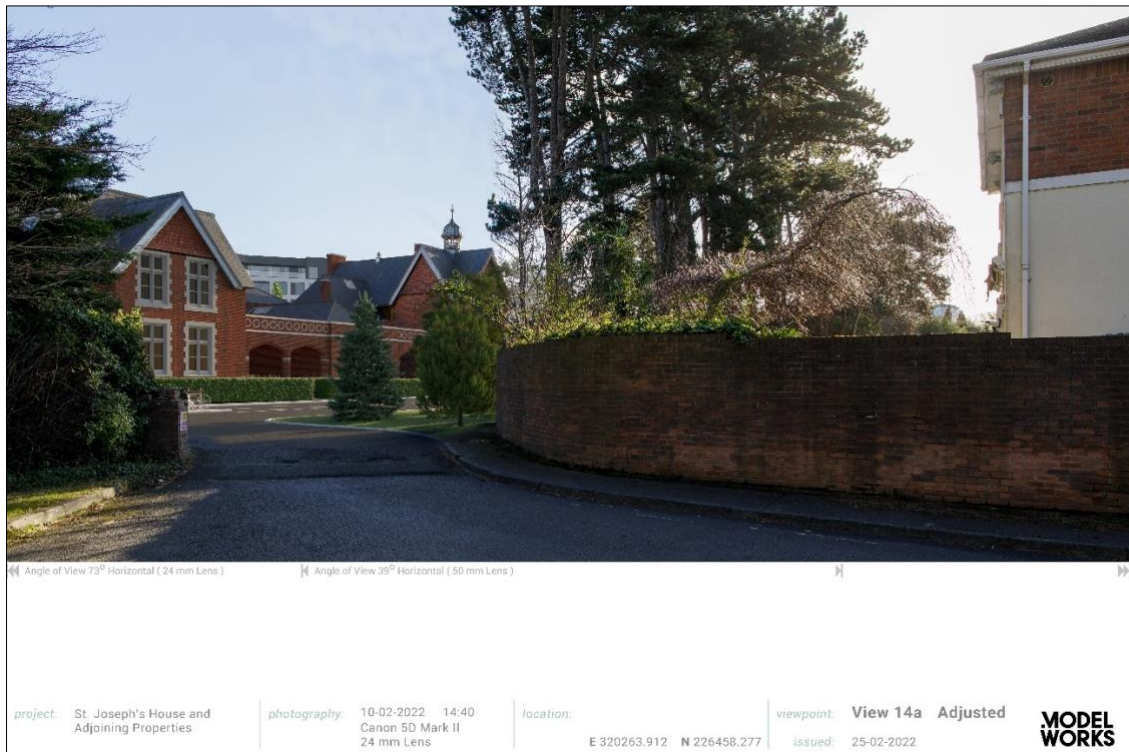 Angle of View 73⁰ Horizontal ( 24 mm Lens )
Angle of View 39⁰ Horizontal ( 50 mm Lens )
project: St. Joseph's House and
Adjoining Properties
photography: 10-02-2022 14:40
Canon 5D Mark II
24 mm Lens
location:
E 320263.912 N 226458.277
viewpoint: View 14a Adjusted
issued: 25-02-2022
MODEL
WORKS